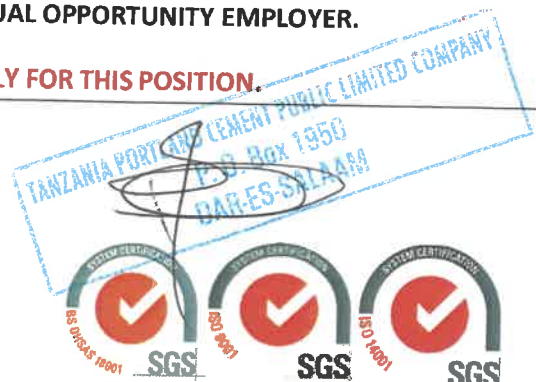 UAL OPPORTUNITY EMPLOYER.
LY FOR THIS POSITION.
TANZANIA PORTLAND CEMENT PUBLIC LIMITED COMPANY
P.O. Box 1950
DAR-ES-SALAAM
SYSTEM CERTIFICATION
BS OHSAS 18001
SGS
SYSTEM CERTIFICATION
ISO 9001
SGS
SYSTEM CERTIFICATION
ISO 14001
SGS